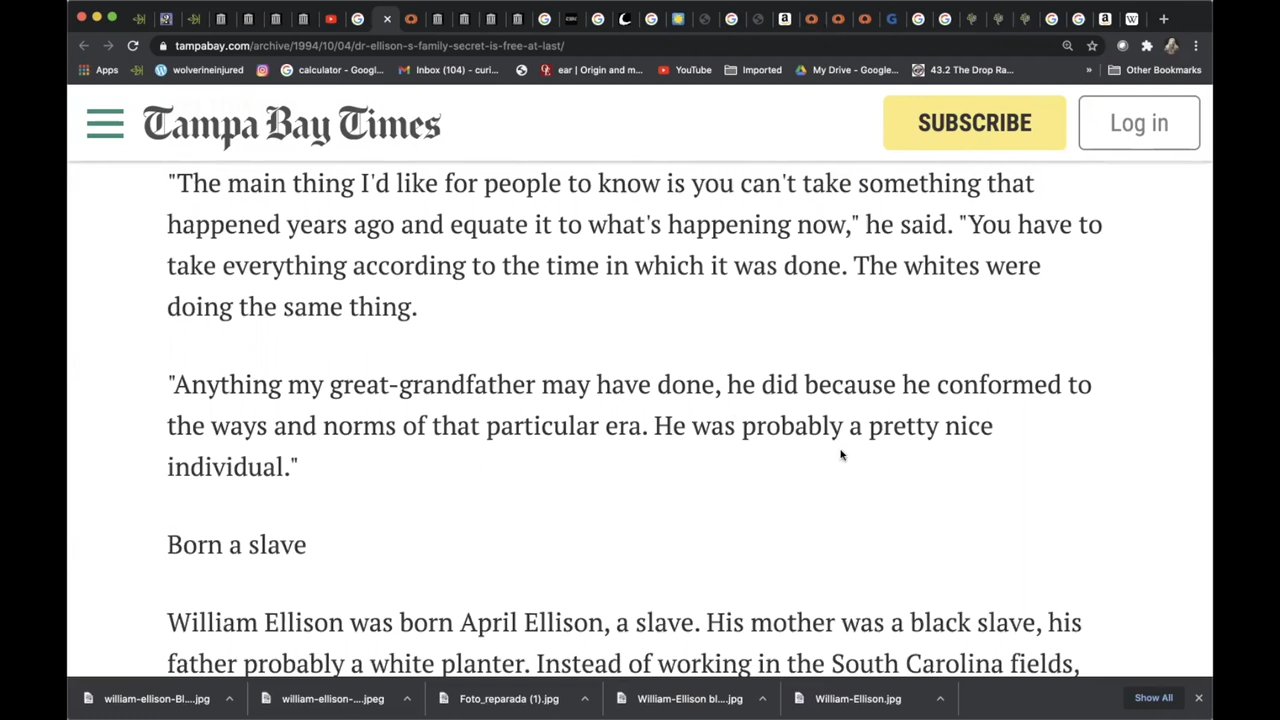 tampabay.com/archive/1994/10/04/dr-ellison-s-family-secret-is-free-at-last/
Apps
wolverineinjured
calculator - Googl...
Inbox (104) - curi...
ear | Origin and m...
YouTube
Imported
My Drive - Google...
43.2 The Drop Ra...
»
Other Bookmarks
Tampa Bay Times
SUBSCRIBE
Log in
"The main thing I'd like for people to know is you can't take something that
happened years ago and equate it to what's happening now," he said. "You have to
take everything according to the time in which it was done. The whites were
doing the same thing.
"Anything my great-grandfather may have done, he did because he conformed to
the ways and norms of that particular era. He was probably a pretty nice
individual."
Born a slave
William Ellison was born April Ellison, a slave. His mother was a black slave, his
father probably a white planter. Instead of working in the South Carolina fields,
william-ellison-Bl....jpg
william-ellison-....jpeg
Foto_reparada (1).jpg
William-Ellison bl....jpg
William-Ellison.jpg
Show All